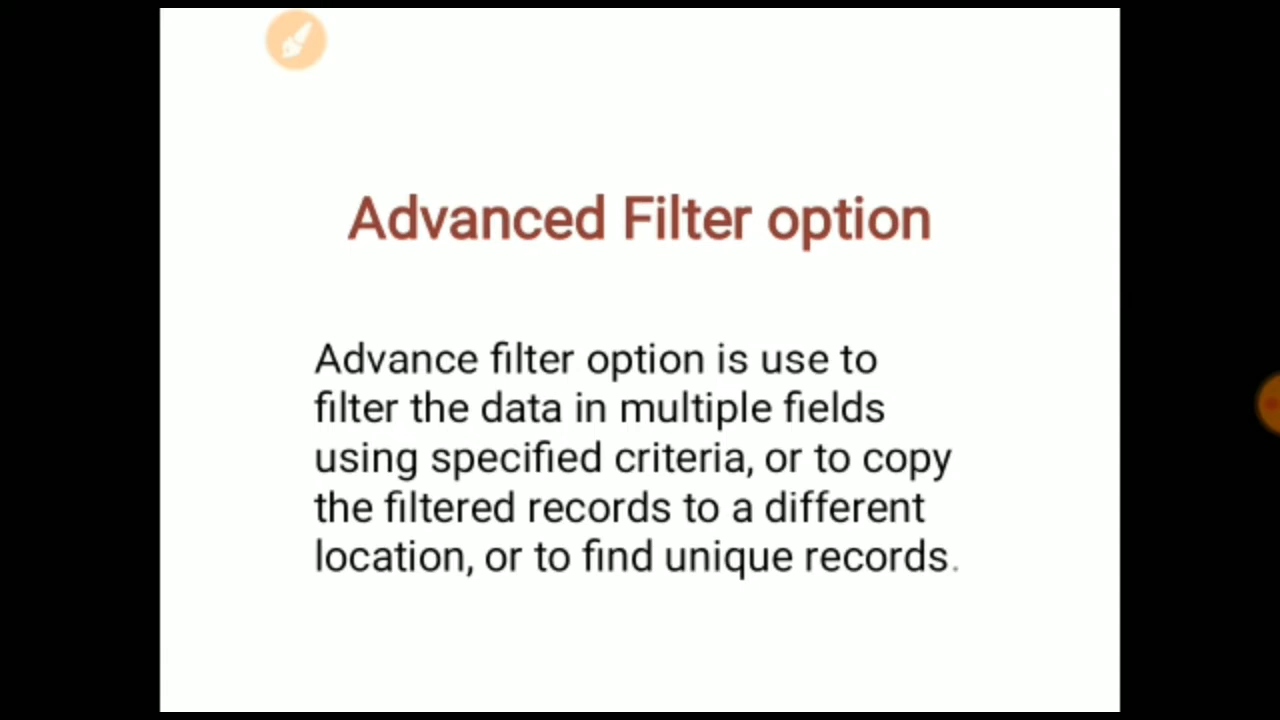 Advanced Filter option
Advance filter option is use to
filter the data in multiple fields
using specified criteria, or to copy
the filtered records to a different
location, or to find unique records.